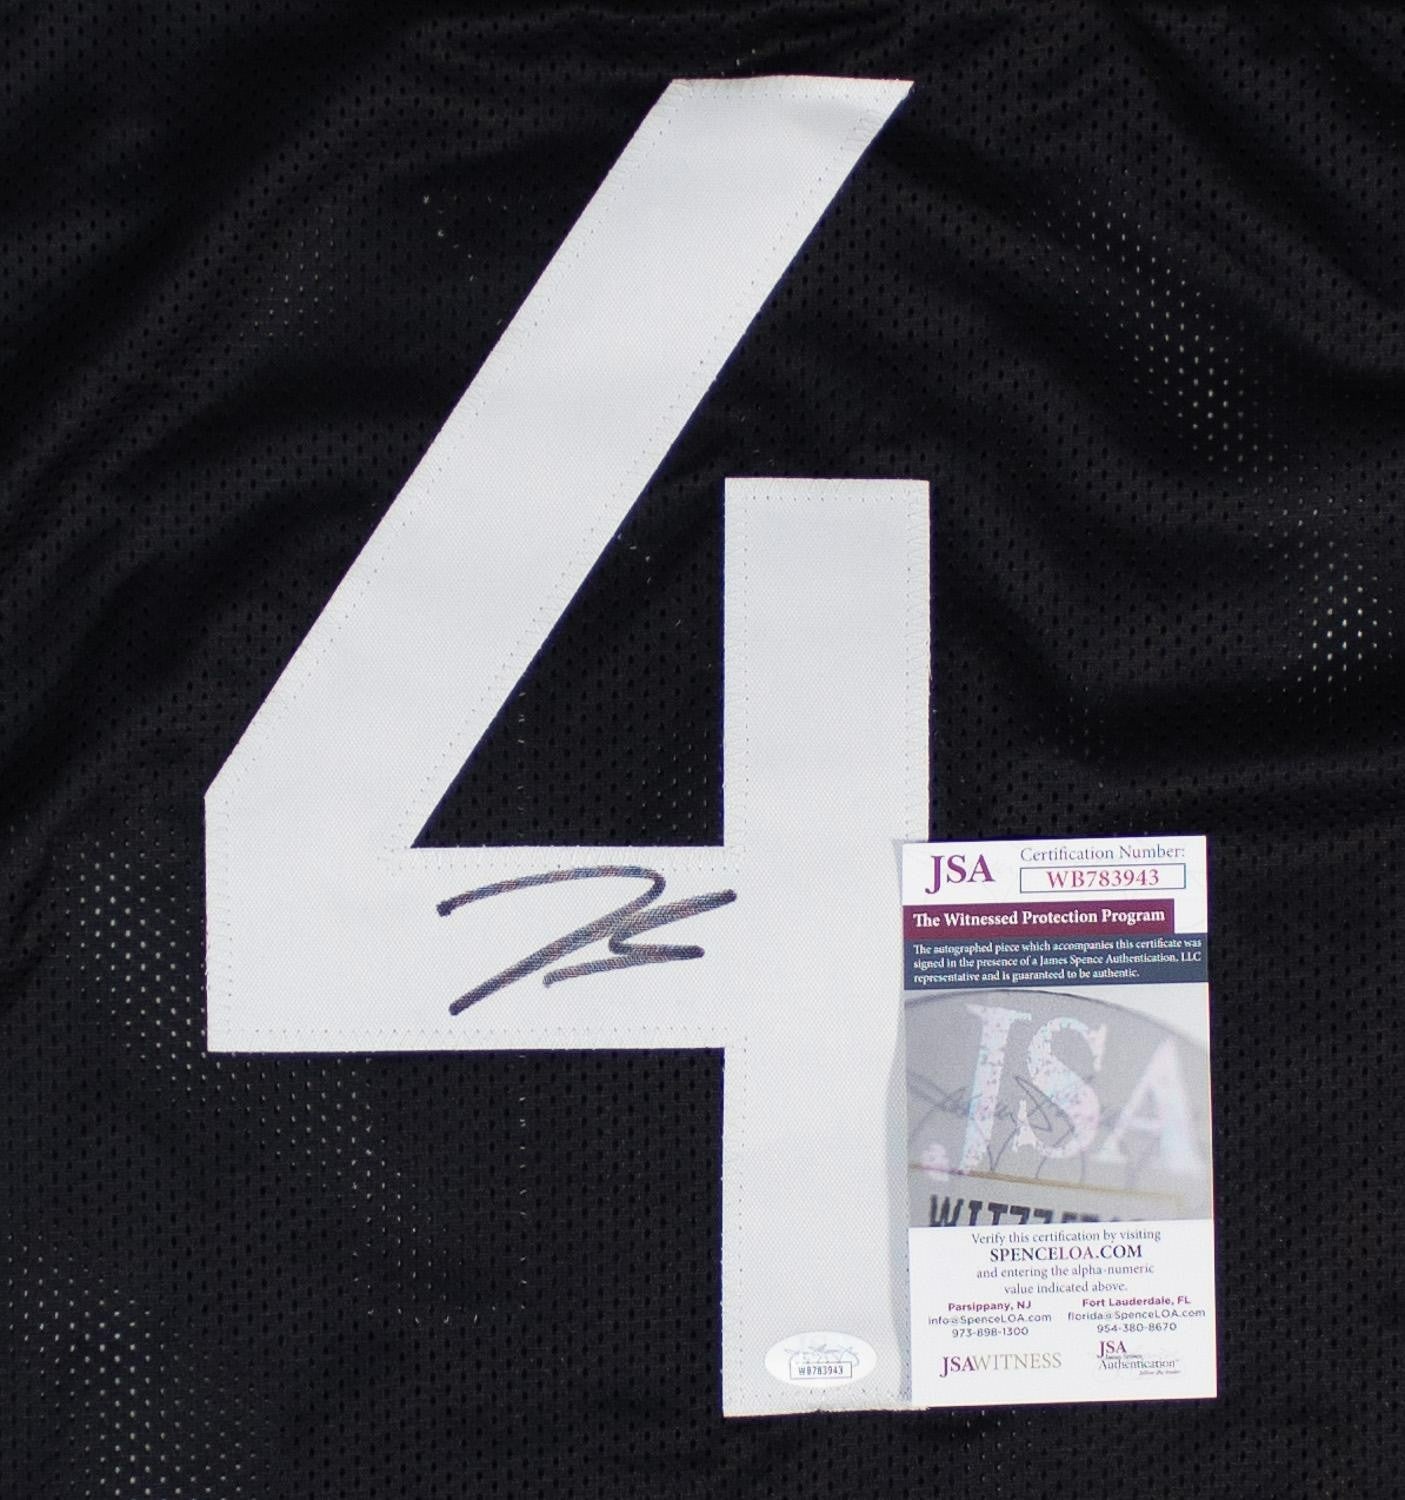 4
JSA
Certification Number:
WB783943
The Witnessed Protection Program
The autographed piece which accompanies this certificate was
signed in the presence of a James Spence Authentication, LLC
representative and is guaranteed to be authentic.
JSA
Verify this certification by visiting
SPENCELOA.COM
and entering the alpha-numeric
value indicated above.
Parsippany, NJ
info@SpenceLOA.com
973-898-1300
Fort Lauderdale, FL
florida@SpenceLOA.com
954-380-8670
JSAWITNESS
JSA
Authentication
WB783943